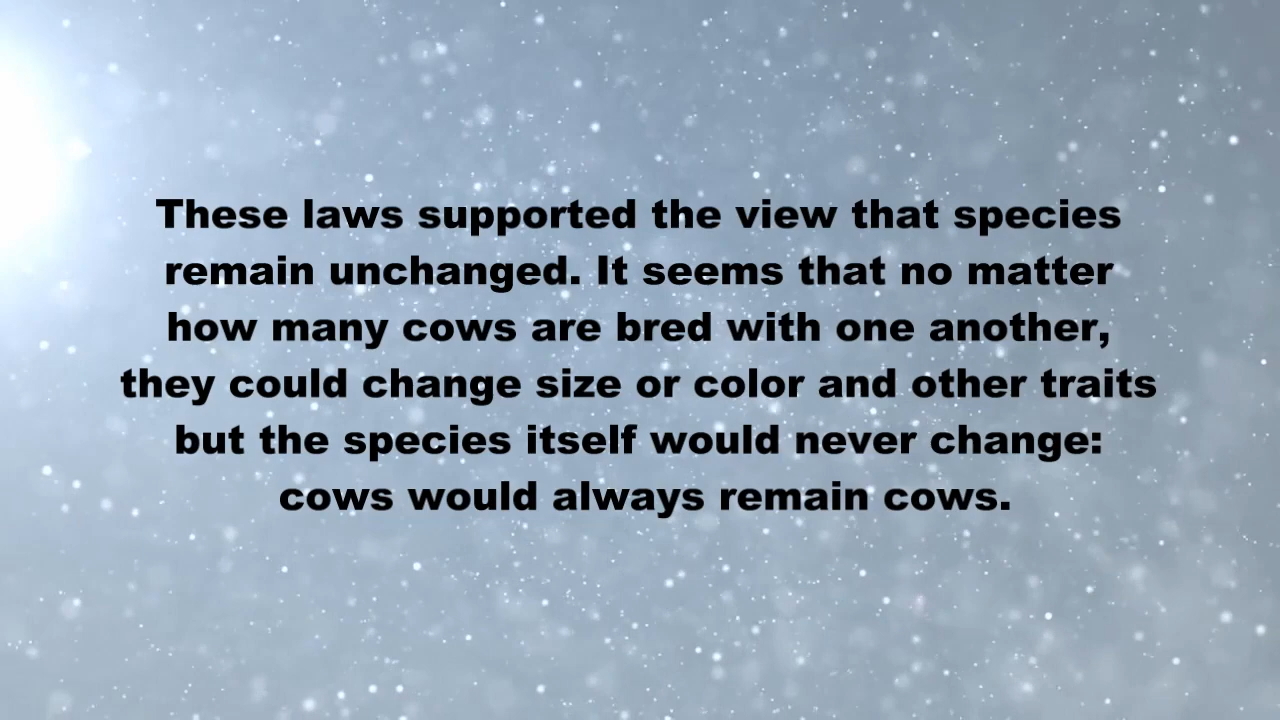 These laws supported the view that species
remain unchanged. It seems that no matter
how many cows are bred with one another,
they could change size or color and other traits
but the species itself would never change:
cows would always remain cows.